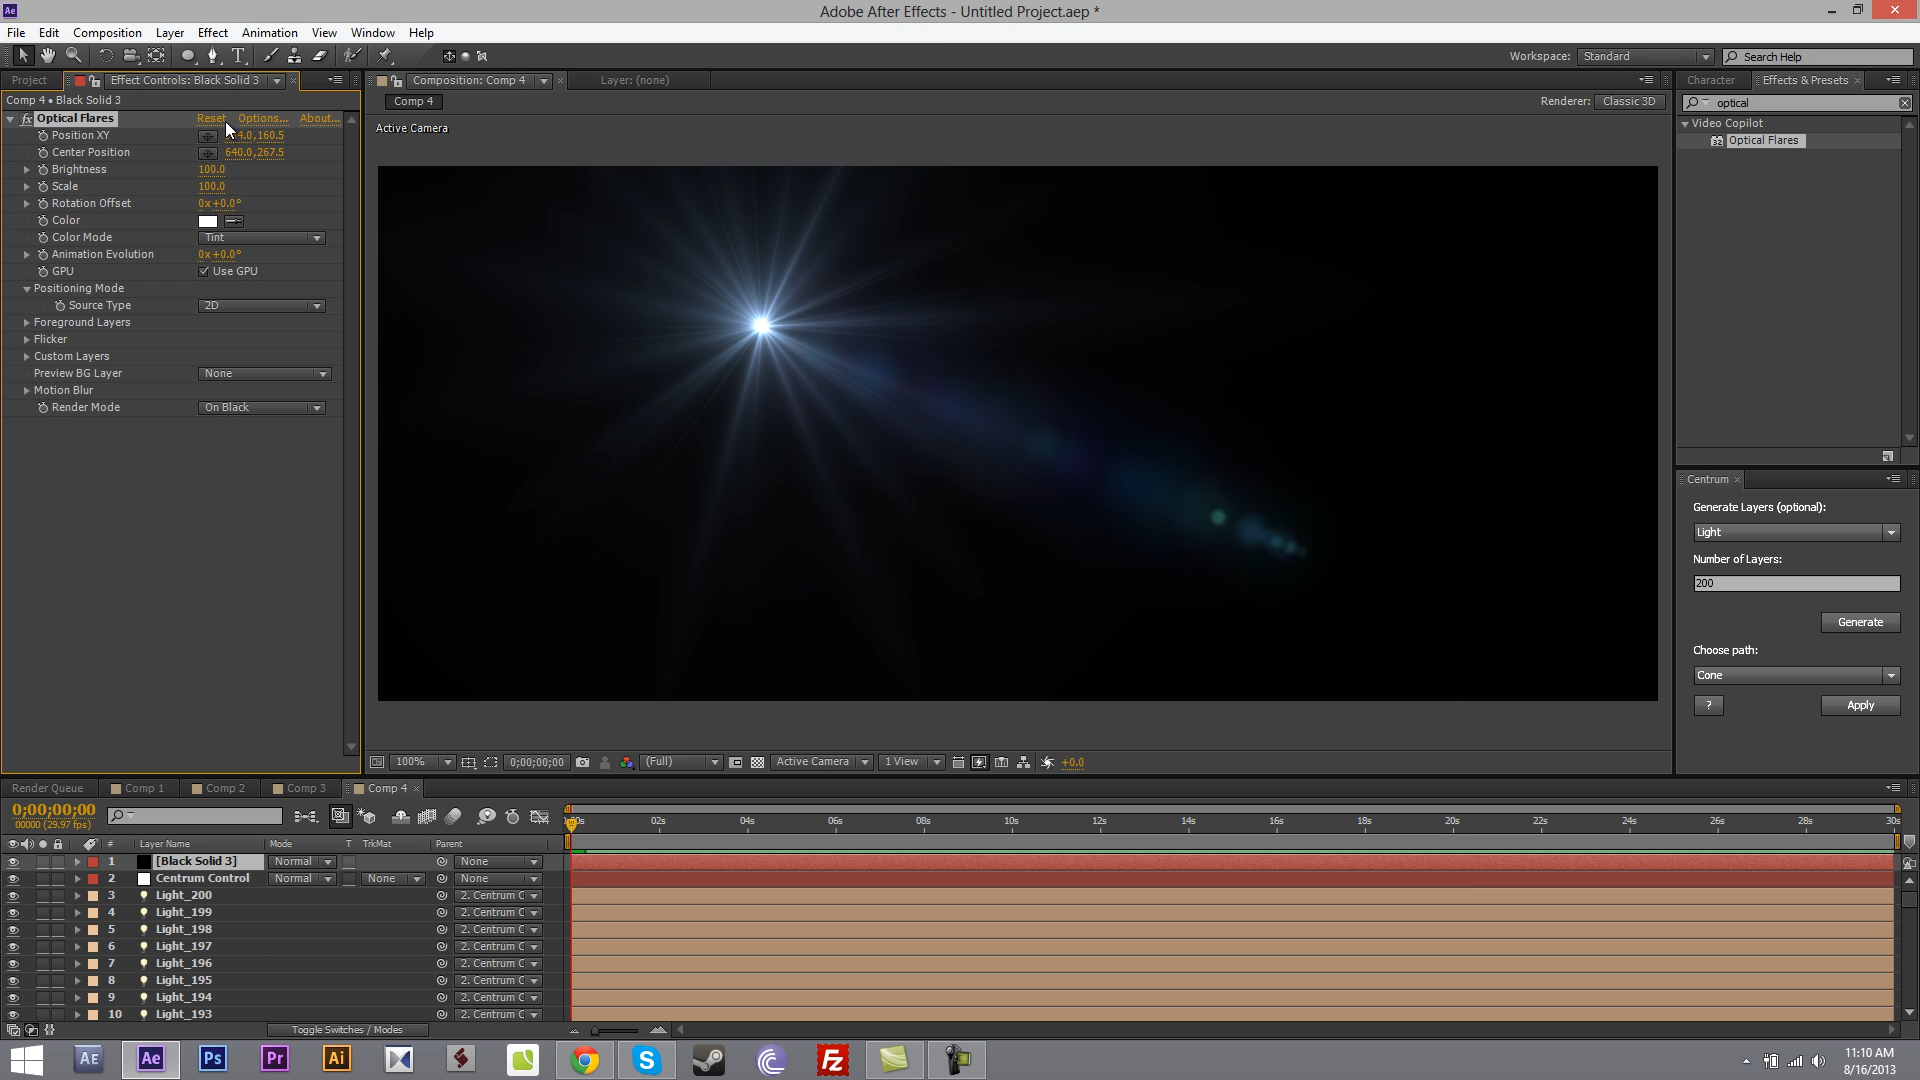 Ae
Adobe After Effects - Untitled Project.aep *
File Edit Composition Layer Effect Animation View Window Help
Workspace: Standard Search Help
Project Effect Controls: Black Solid 3 Composition: Comp 4 Layer: (none) Character Effects & Presets
Comp 4 • Black Solid 3
Comp 4
Renderer: Classic 3D
optical
fx Optical Flares Reset Options... About...
Active Camera
Video Copilot
Optical Flares
Position XY 4.0,160.5
Center Position 640.0,267.5
Brightness 100.0
Scale 100.0
Rotation Offset 0x+0.0°
Color
Color Mode Tint
Animation Evolution 0x+0.0°
GPU Use GPU
Positioning Mode
Source Type 2D
Foreground Layers
Flicker
Custom Layers
Preview BG Layer None
Motion Blur
Render Mode On Black
Centrum
Generate Layers (optional):
Light
Number of Layers:
200
Generate
Choose path:
Cone
? Apply
100% 0;00;00;00 (Full) Active Camera 1 View +0.0
Render Queue Comp 1 Comp 2 Comp 3 Comp 4
0;00;00;00
00000 (29.97 fps)
00s 02s 04s 06s 08s 10s 12s 14s 16s 18s 20s 22s 24s 26s 28s 30s
# Layer Name Mode T TrkMat Parent
1 [Black Solid 3] Normal None
2 Centrum Control Normal None None
3 Light_200 2. Centrum C
4 Light_199 2. Centrum C
5 Light_198 2. Centrum C
6 Light_197 2. Centrum C
7 Light_196 2. Centrum C
8 Light_195 2. Centrum C
9 Light_194 2. Centrum C
10 Light_193 2. Centrum C
Toggle Switches / Modes
AE Ae Ps Pr Ai S Fz
11:10 AM
8/16/2013